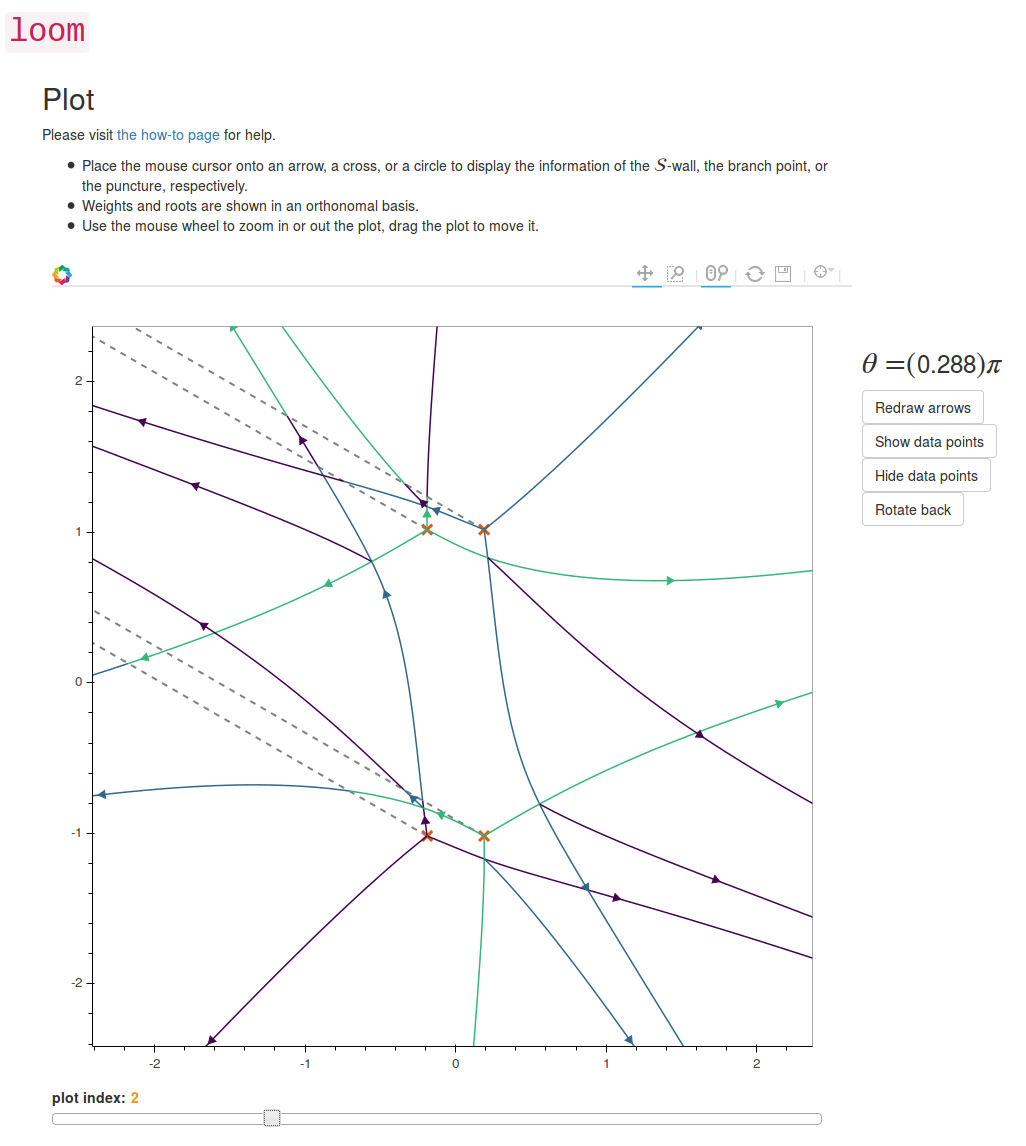 loom
Plot
Please visit the how-to page for help.
Place the mouse cursor onto an arrow, a cross, or a circle to display the information of the 𝒮-wall, the branch point, or
the puncture, respectively.
Weights and roots are shown in an orthonomal basis.
Use the mouse wheel to zoom in or out the plot, drag the plot to move it.
θ =(0.288)π
Redraw arrows
Show data points
Hide data points
Rotate back
2
1
0
-1
-2
-2 -1 0 1 2
plot index: 2